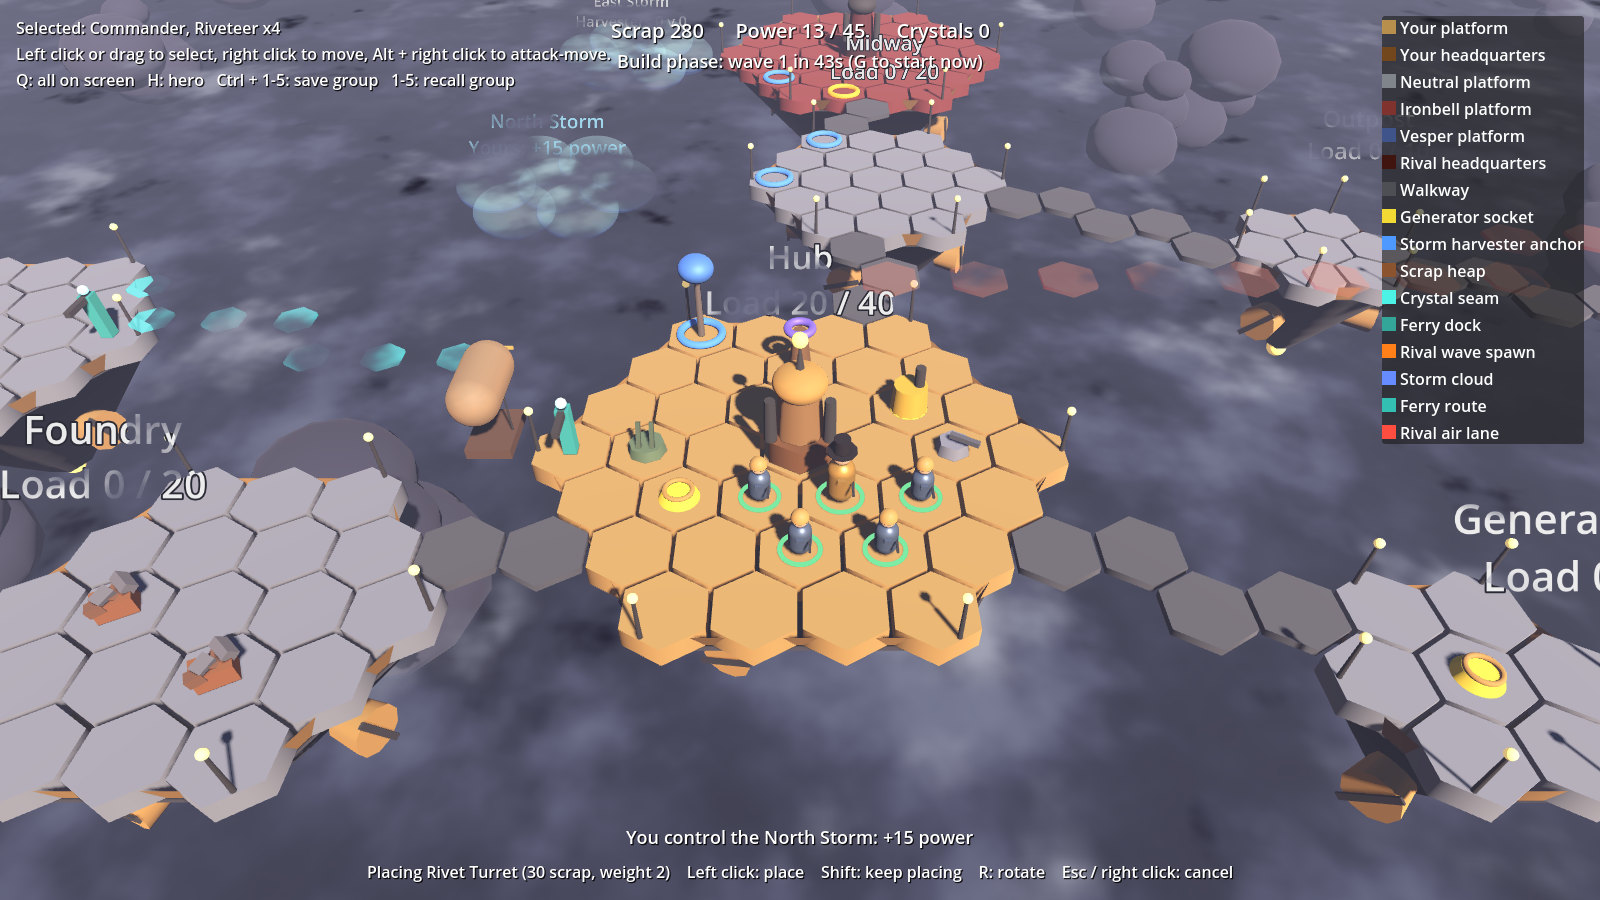 Selected: Commander, Riveteer x4
Left click or drag to select, right click to move, Alt + right click to attack-move.
Q: all on screen   H: hero   Ctrl + 1-5: save group   1-5: recall group
East Storm
Scrap 280   Power 13 / 45   Crystals 0
Midway
Build phase: wave 1 in 43s (G to start now)
Load 0 / 20
North Storm
+15 power
Hub
Load 20 / 40
Foundry
Load 0 / 20
Load
Your platform
Your headquarters
Neutral platform
Ironbell platform
Vesper platform
Rival headquarters
Walkway
Generator socket
Storm harvester anchor
Scrap heap
Crystal seam
Ferry dock
Rival wave spawn
Storm cloud
Ferry route
Rival air lane
Genera
Load
You control the North Storm: +15 power
Placing Rivet Turret (30 scrap, weight 2)   Left click: place   Shift: keep placing   R: rotate   Esc / right click: cancel